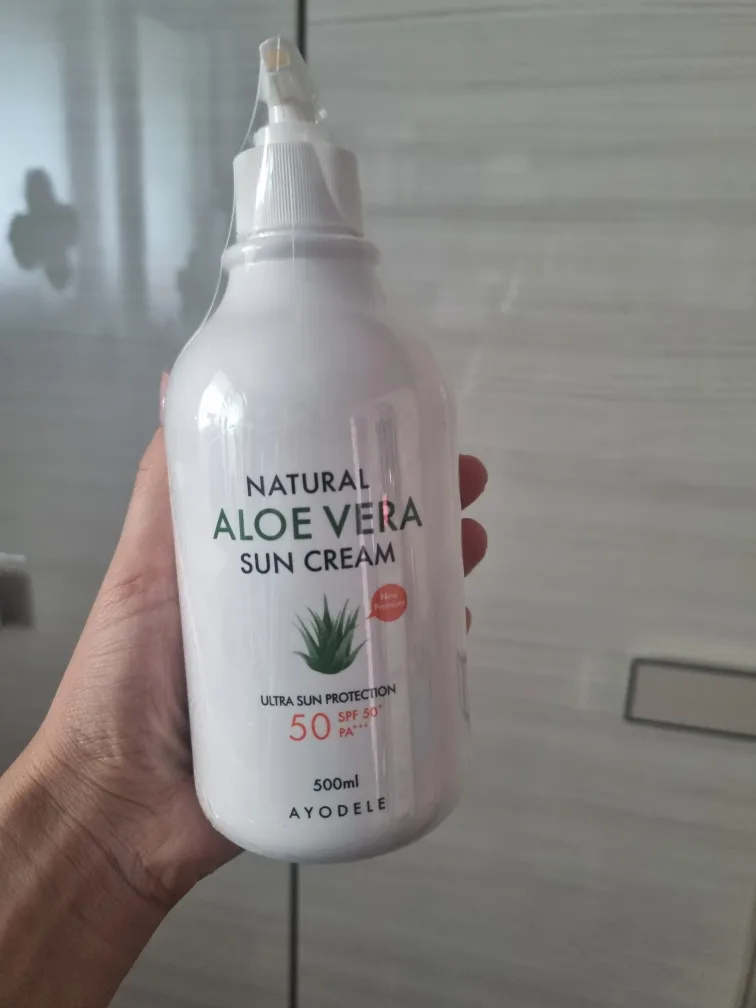 NATURAL
ALOE VERA
SUN CREAM
New
Premium
ULTRA SUN PROTECTION
50 SPF 50+
PA+++
500ml
AYODELE